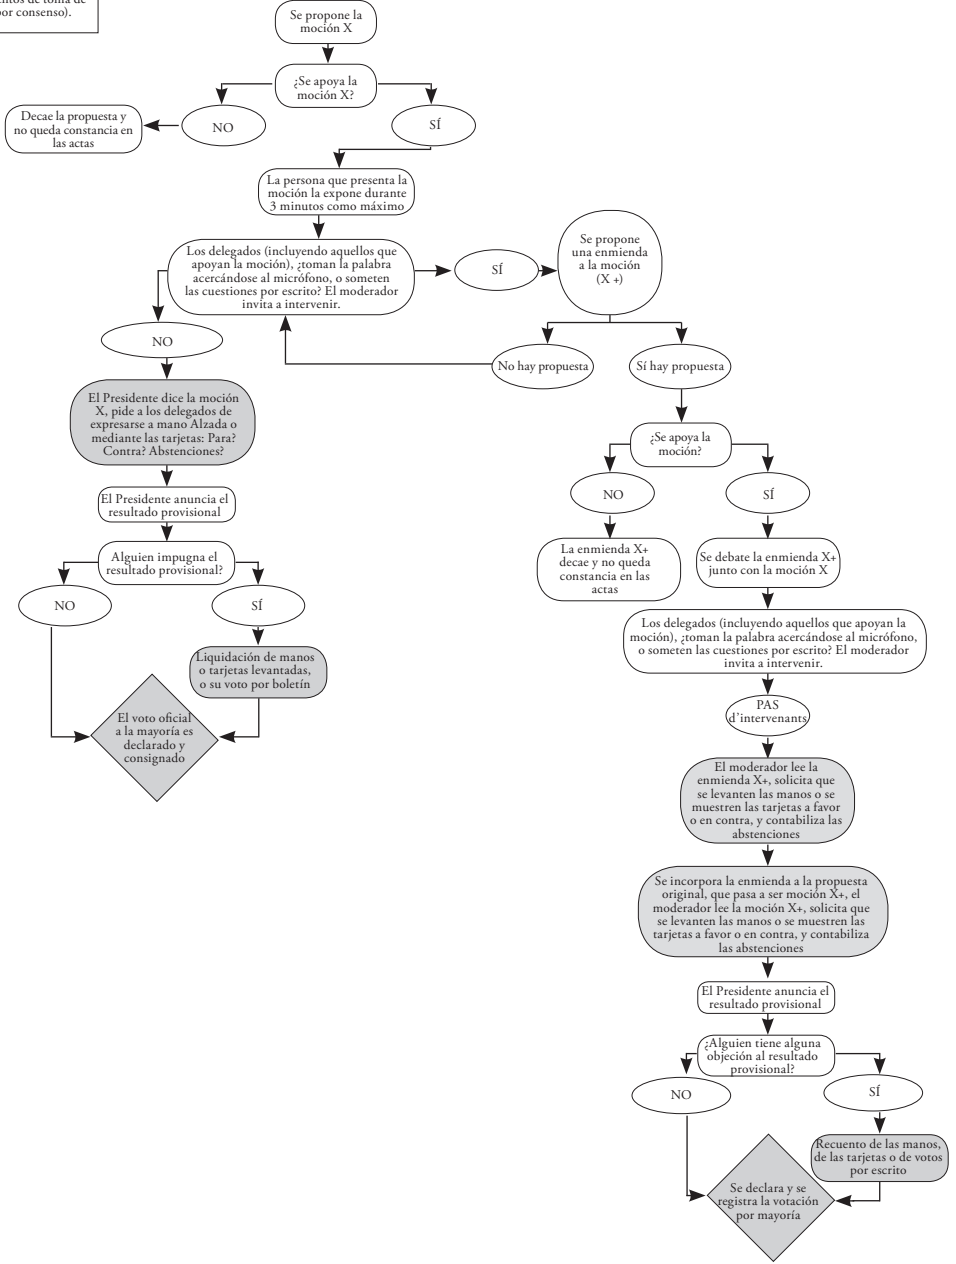 ntos de toma de
por consenso).
Se propone la
moción X
¿Se apoya la
moción X?
NO
SÍ
Decae la propuesta y
no queda constancia en
las actas
La persona que presenta la
moción la expone durante
3 minutos como máximo
Los delegados (incluyendo aquellos que
apoyan la moción), ¿toman la palabra
acercándose al micrófono, o someten
las cuestiones por escrito? El moderador
invita a intervenir.
SÍ
Se propone
una enmienda
a la moción
(X +)
NO
No hay propuesta
Sí hay propuesta
El Presidente dice la moción
X, pide a los delegados de
expresarse a mano Alzada o
mediante las tarjetas: Para?
Contra? Abstenciones?
El Presidente anuncia el
resultado provisional
Alguien impugna el
resultado provisional?
NO
SÍ
Liquidación de manos
o tarjetas levantadas,
o su voto por boletín
El voto oficial
a la mayoría es
declarado y
consignado
¿Se apoya la
moción?
NO
SÍ
La enmienda X+
decae y no queda
constancia en las
actas
Se debate la enmienda X+
junto con la moción X
Los delegados (incluyendo aquellos que apoyan la
moción), ¿toman la palabra acercándose al micrófono,
o someten las cuestiones por escrito? El moderador
invita a intervenir.
PAS
d'intervenants
El moderador lee la
enmienda X+, solicita que
se levanten las manos o se
muestren las tarjetas a favor
o en contra, y contabiliza las
abstenciones
Se incorpora la enmienda a la propuesta
original, que pasa a ser moción X+, el
moderador lee la moción X+, solicita que
se levanten las manos o se muestren las
tarjetas a favor o en contra, y contabiliza
las abstenciones
El Presidente anuncia el
resultado provisional
¿Alguien tiene alguna
objeción al resultado
provisional?
NO
SÍ
Recuento de las manos,
de las tarjetas o de votos
por escrito
Se declara y se
registra la votación
por mayoría